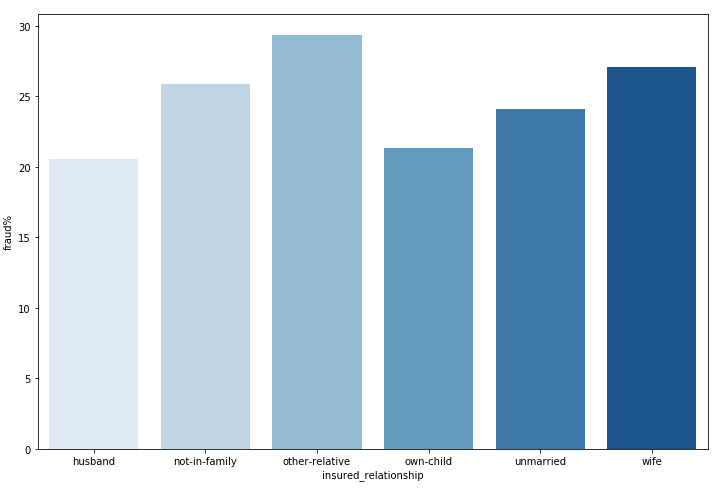 fraud%
30
25
20
15
10
5
0
husband not-in-family other-relative own-child unmarried wife
insured_relationship